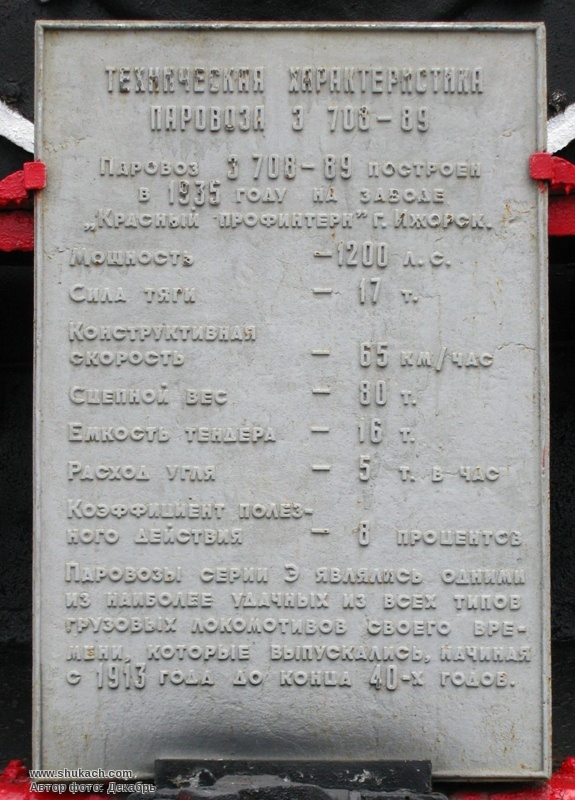 ТЕХНИЧЕСКАЯ ХАРАКТЕРИСТИКА
ПАРОВОЗА Э 708-89
ПАРОВОЗ Э 708-89 ПОСТРОЕН
В 1935 ГОДУ НА ЗАВОДЕ
„КРАСНЫЙ ПРОФИНТЕРН" Г. ИЖОРСК.
МОЩНОСТЬ - 1200 Л. С.
СИЛА ТЯГИ - 17 Т.
КОНСТРУКТИВНАЯ
СКОРОСТЬ - 65 КМ/ЧАС
СЦЕПНОЙ ВЕС - 80 Т.
ЕМКОСТЬ ТЕНДЕРА - 16 Т.
РАСХОД УГЛЯ - 5 Т. В ЧАС
КОЭФФИЦИЕНТ ПОЛЕЗ-
НОГО ДЕЙСТВИЯ - 8 ПРОЦЕНТОВ
ПАРОВОЗЫ СЕРИИ Э ЯВЛЯЛИСЬ ОДНИМИ
ИЗ НАИБОЛЕЕ УДАЧНЫХ ИЗ ВСЕХ ТИПОВ
ГРУЗОВЫХ ЛОКОМОТИВОВ СВОЕГО ВРЕ-
МЕНИ, КОТОРЫЕ ВЫПУСКАЛИСЬ, НАЧИНАЯ
С 1913 ГОДА ДО КОНЦА 40-Х ГОДОВ.
www.shukach.com
Автор фото: Декабрь